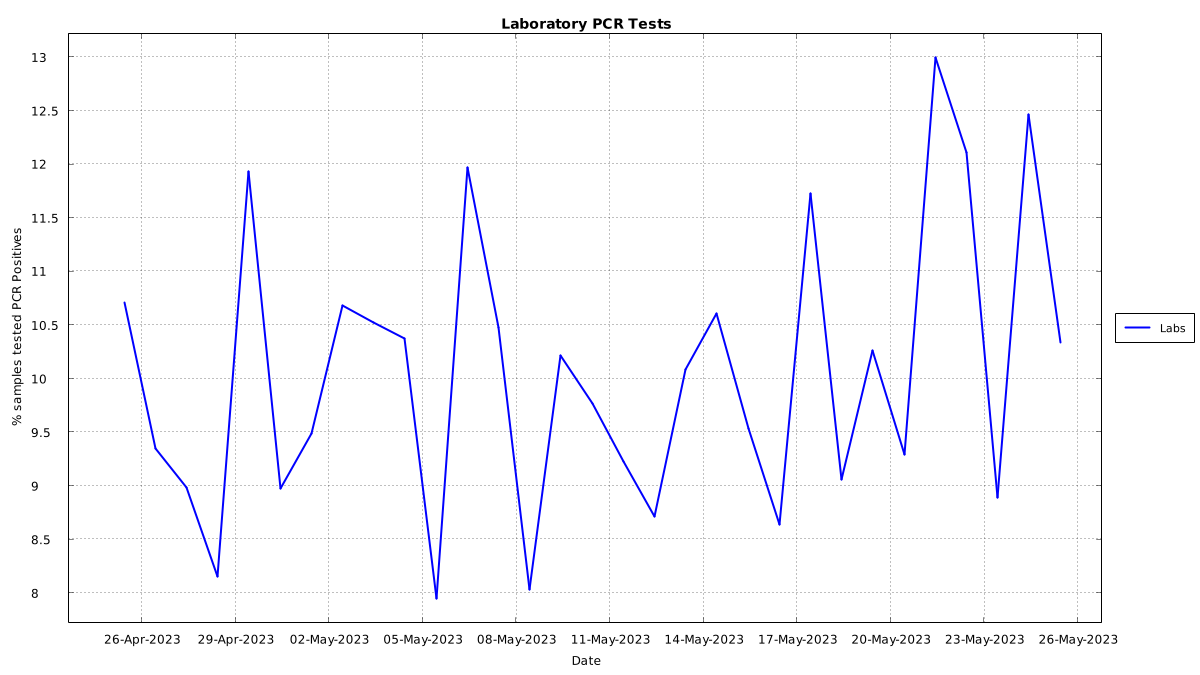 Laboratory PCR Tests
% samples tested PCR Positives
13
12.5
12
11.5
11
10.5
10
9.5
9
8.5
8
26-Apr-2023 29-Apr-2023 02-May-2023 05-May-2023 08-May-2023 11-May-2023 14-May-2023 17-May-2023 20-May-2023 23-May-2023 26-May-2023
Date
Labs